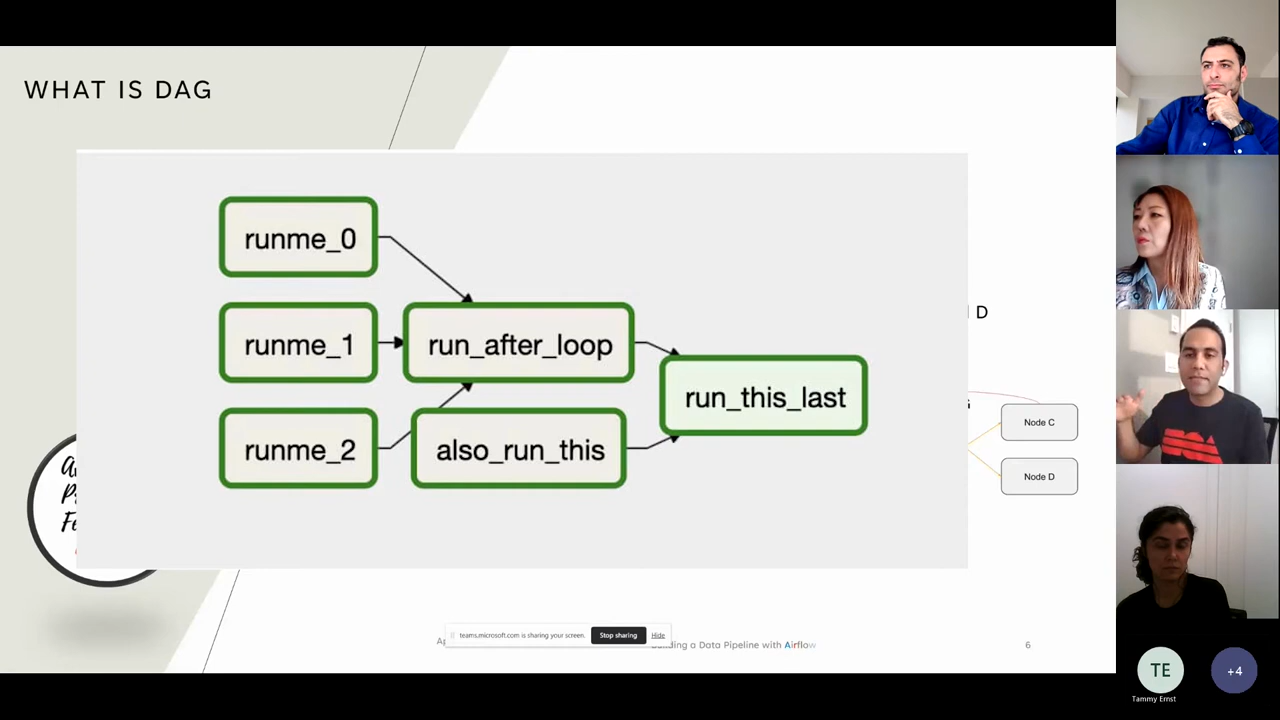 WHAT IS DAG
runme_0
runme_1
run_after_loop
D
run_this_last
Node C
runme_2
also_run_this
Node D
teams.microsoft.com is sharing your screen.
Stop sharing
Hide
Building a Data Pipeline with Airflow
6
TE
+4
Tammy Ernst